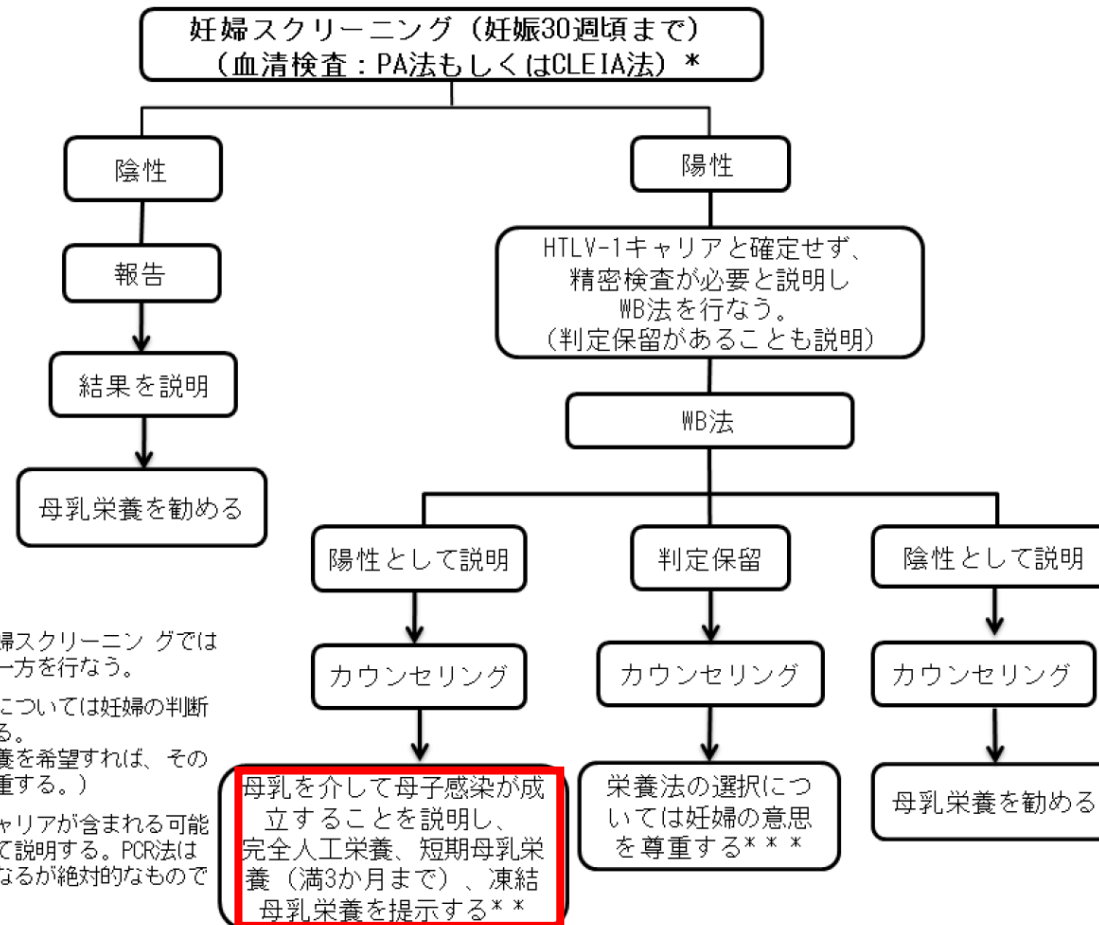 妊婦スクリーニング（妊娠30週頃まで）
（血清検査：PA法もしくはCLEIA法）*
陰性
報告
結果を説明
母乳栄養を勧める
陽性
HTLV-1キャリアと確定せず、
精密検査が必要と説明し
WB法を行なう。
（判定保留があることも説明）
WB法
陽性として説明
カウンセリング
母乳を介して母子感染が成
立することを説明し、
完全人工栄養、短期母乳栄
養（満3か月まで）、凍結
母乳栄養を提示する**
判定保留
カウンセリング
栄養法の選択につ
いては妊婦の意思
を尊重する***
陰性として説明
カウンセリング
母乳栄養を勧める
婦スクリーニン グでは
一方を行なう。
については妊婦の判断
る。
養を希望すれば、その
重する。）
ャリアが含まれる可能
て説明する。PCR法は
なるが絶対的なもので